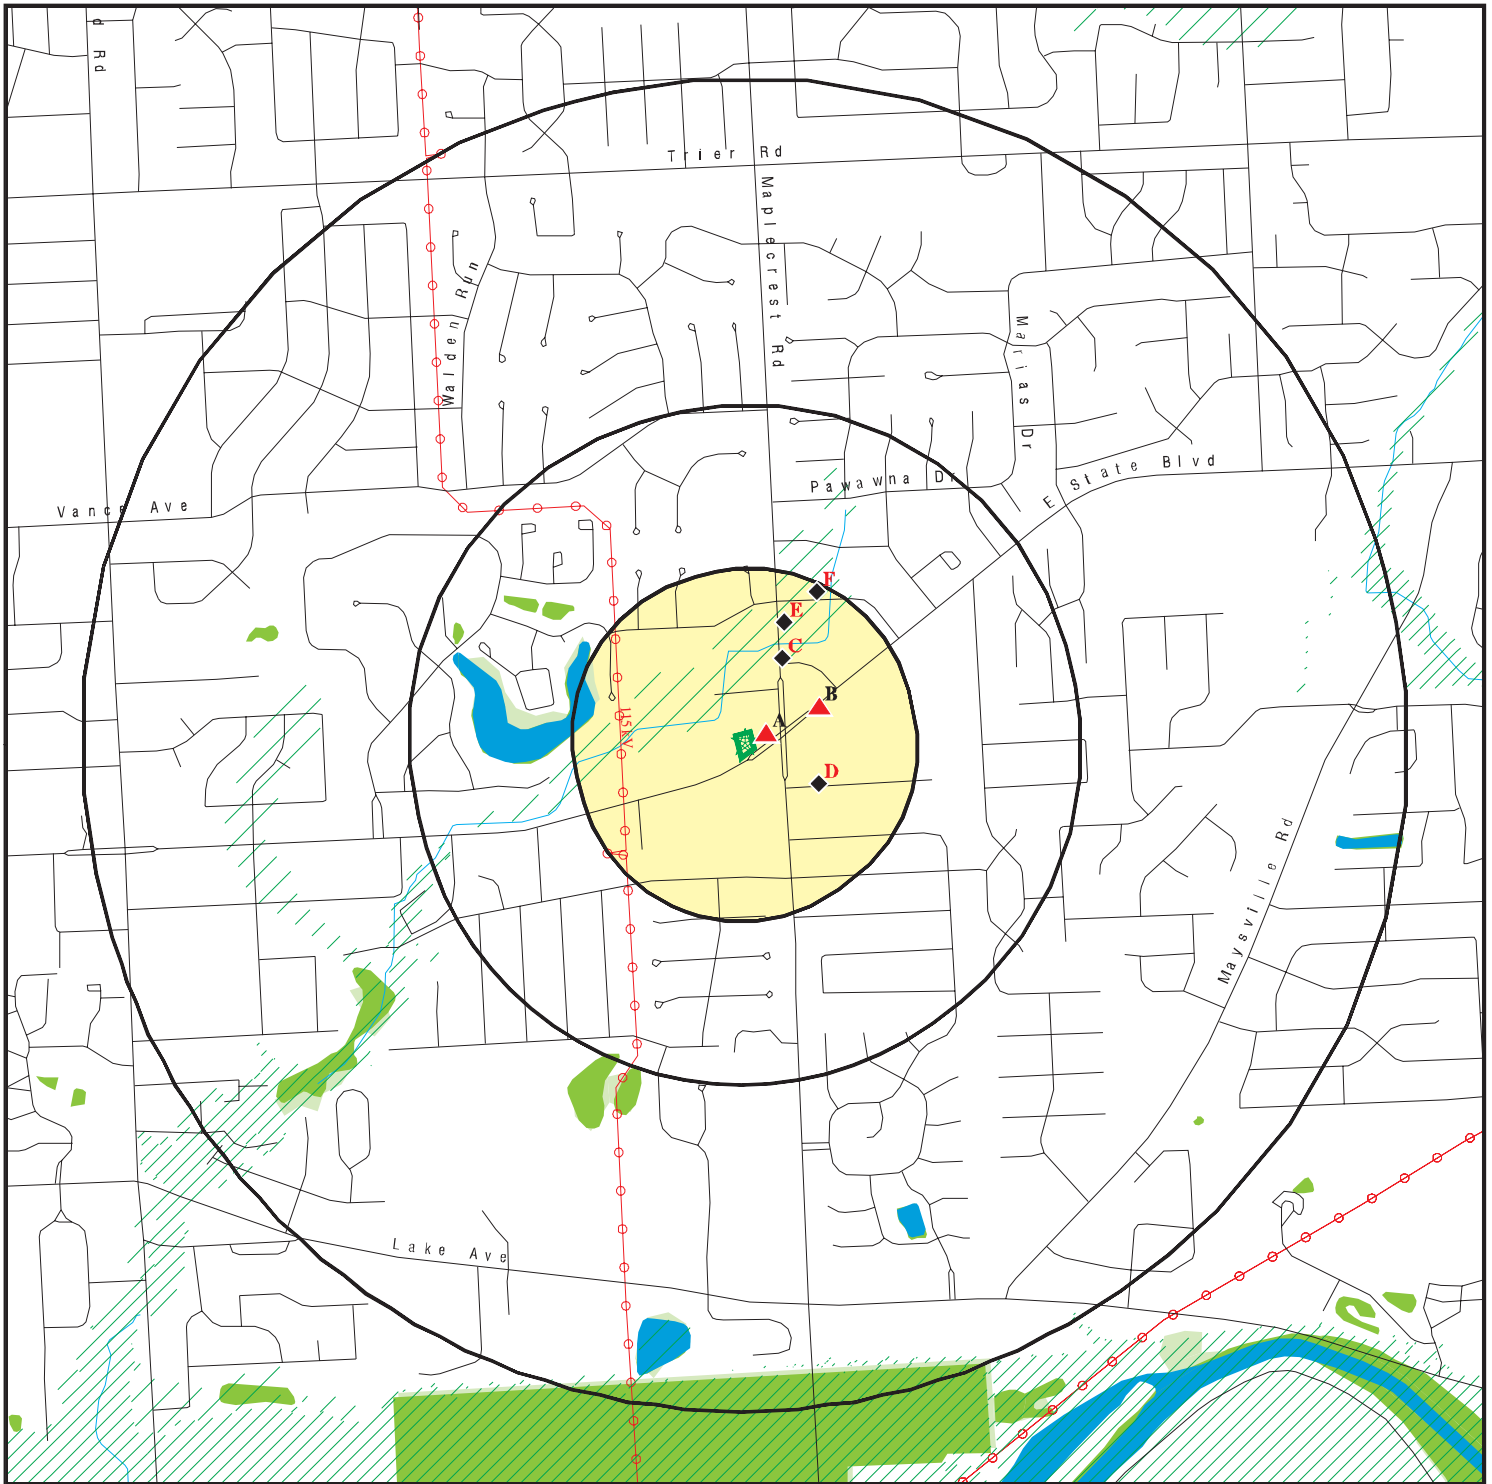 d Rd
Trier Rd
Maplecrest Rd
Walden Run
Marias Dr
E State Blvd
Pawawna Dr
Vance Ave
F
E
C
B
A
115kV
D
Maysville Rd
Lake Ave